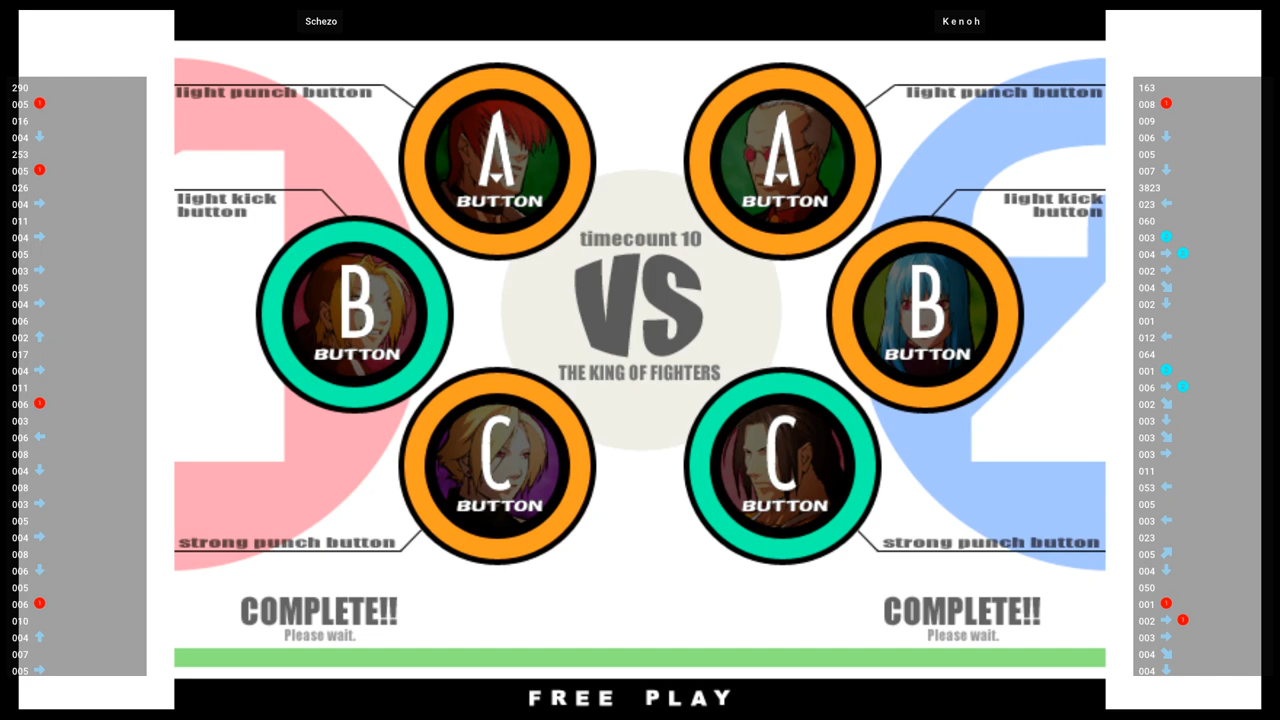 Schezo
K e n o h
light punch button
light punch button
A
BUTTON
A
BUTTON
light kick
button
light kick
button
B
BUTTON
B
BUTTON
timecount 10
VS
THE KING OF FIGHTERS
C
BUTTON
C
BUTTON
strong punch button
strong punch button
COMPLETE!!
Please wait.
COMPLETE!!
Please wait.
FREE PLAY
1
2
290
005
016
004
253
005
026
004
011
004
005
003
005
004
006
002
017
004
011
006
003
006
008
004
008
003
005
004
008
006
005
006
010
004
007
005
163
008
009
006
005
007
3823
023
060
003
004
002
004
002
001
012
064
001
006
002
003
003
003
011
053
005
003
023
005
004
050
001
002
003
004
004